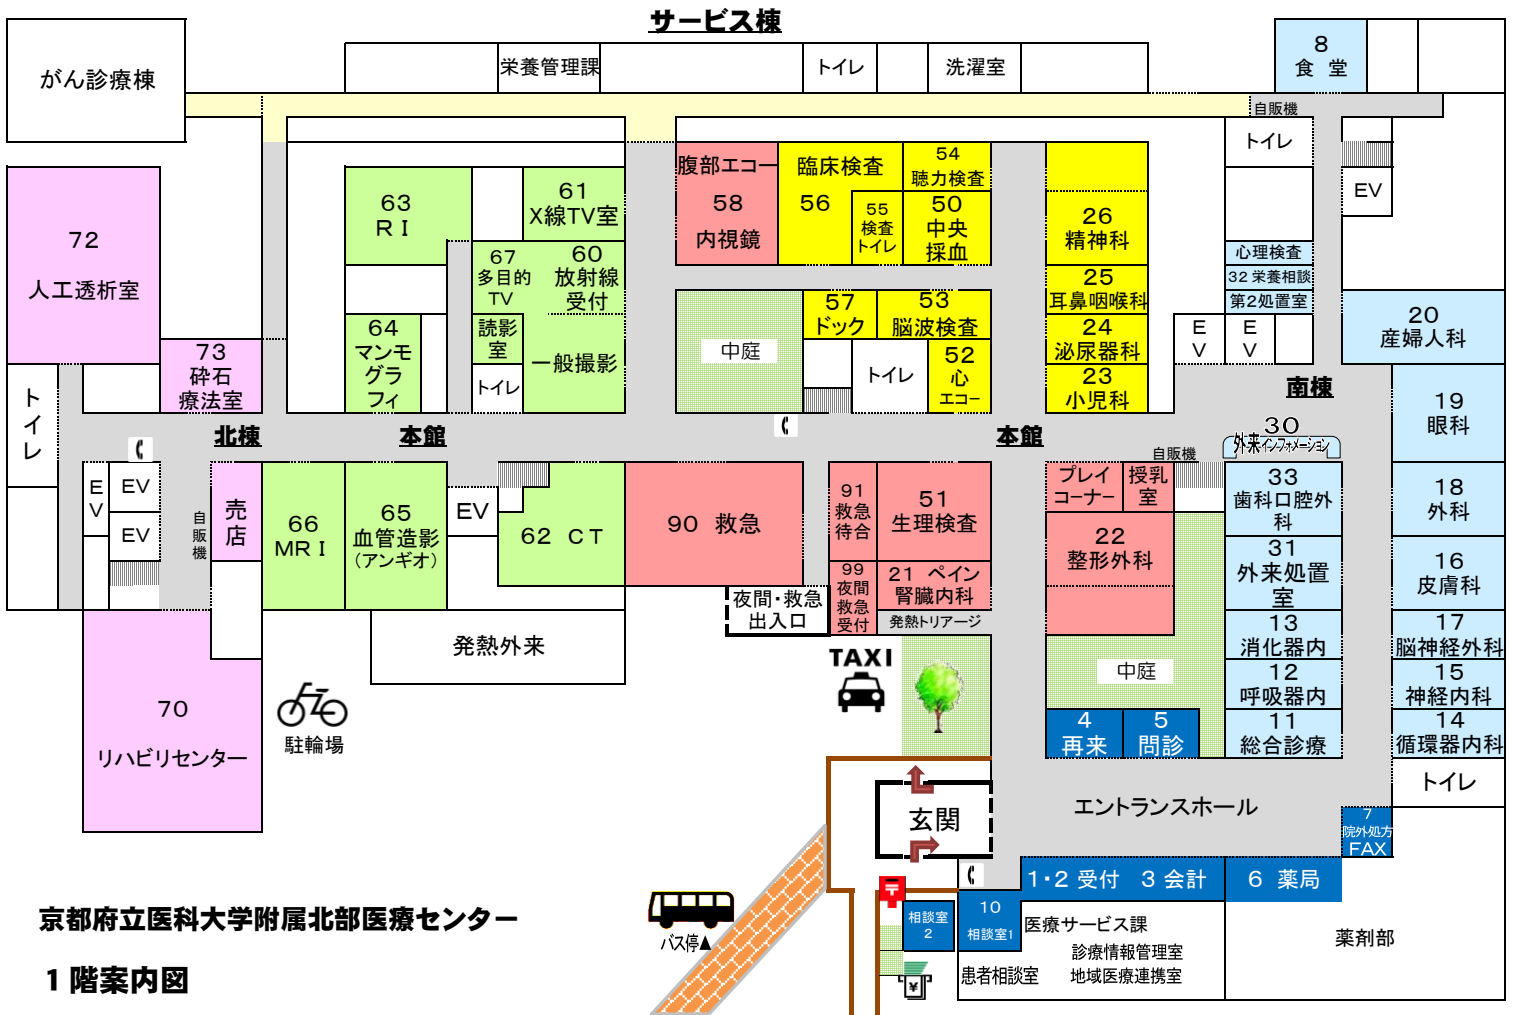 サービス棟
がん診療棟
栄養管理課
トイレ
洗濯室
8
食 堂
自販機
トイレ
EV
72
人工透析室
63
RI
61
X線TV室
67
多目的
TV
60
放射線
受付
腹部エコー
58
内視鏡
臨床検査
56
54
聴力検査
55
検査
トイレ
50
中央
採血
26
精神科
25
耳鼻咽喉科
24
泌尿器科
23
小児科
心理検査
32 栄養相談
第2処置室
EV
EV
20
産婦人科
73
砕石
療法室
64
マンモ
グラ
フィ
読影
室
トイレ
一般撮影
中庭
57
ドック
53
脳波検査
トイレ
52
心
エコー
トイレ
北棟
本館
本館
南棟
19
眼科
30
外来インフォメーション
自販機
EV
EV
EV
自販機
売店
66
MRI
65
血管造影
(アンギオ)
EV
62 CT
90 救急
91
救急
待合
51
生理検査
プレイ
コーナー
授乳
室
33
歯科口腔外
科
18
外科
22
整形外科
31
外来処置
室
16
皮膚科
99
夜間
救急
受付
21 ペイン
腎臓内科
夜間・救急
出入口
発熱トリアージ
発熱外来
13
消化器内
17
脳神経外科
TAXI
中庭
12
呼吸器内
15
神経内科
70
リハビリセンター
駐輪場
4
再来
5
問診
11
総合診療
14
循環器内科
トイレ
玄関
エントランスホール
7
院外処方
FAX
1・2 受付 3 会計
6 薬局
〒
バス停▲
相談室
2
10
相談室1
医療サービス課
診療情報管理室
患者相談室
地域医療連携室
薬剤部
¥
京都府立医科大学附属北部医療センター
1階案内図